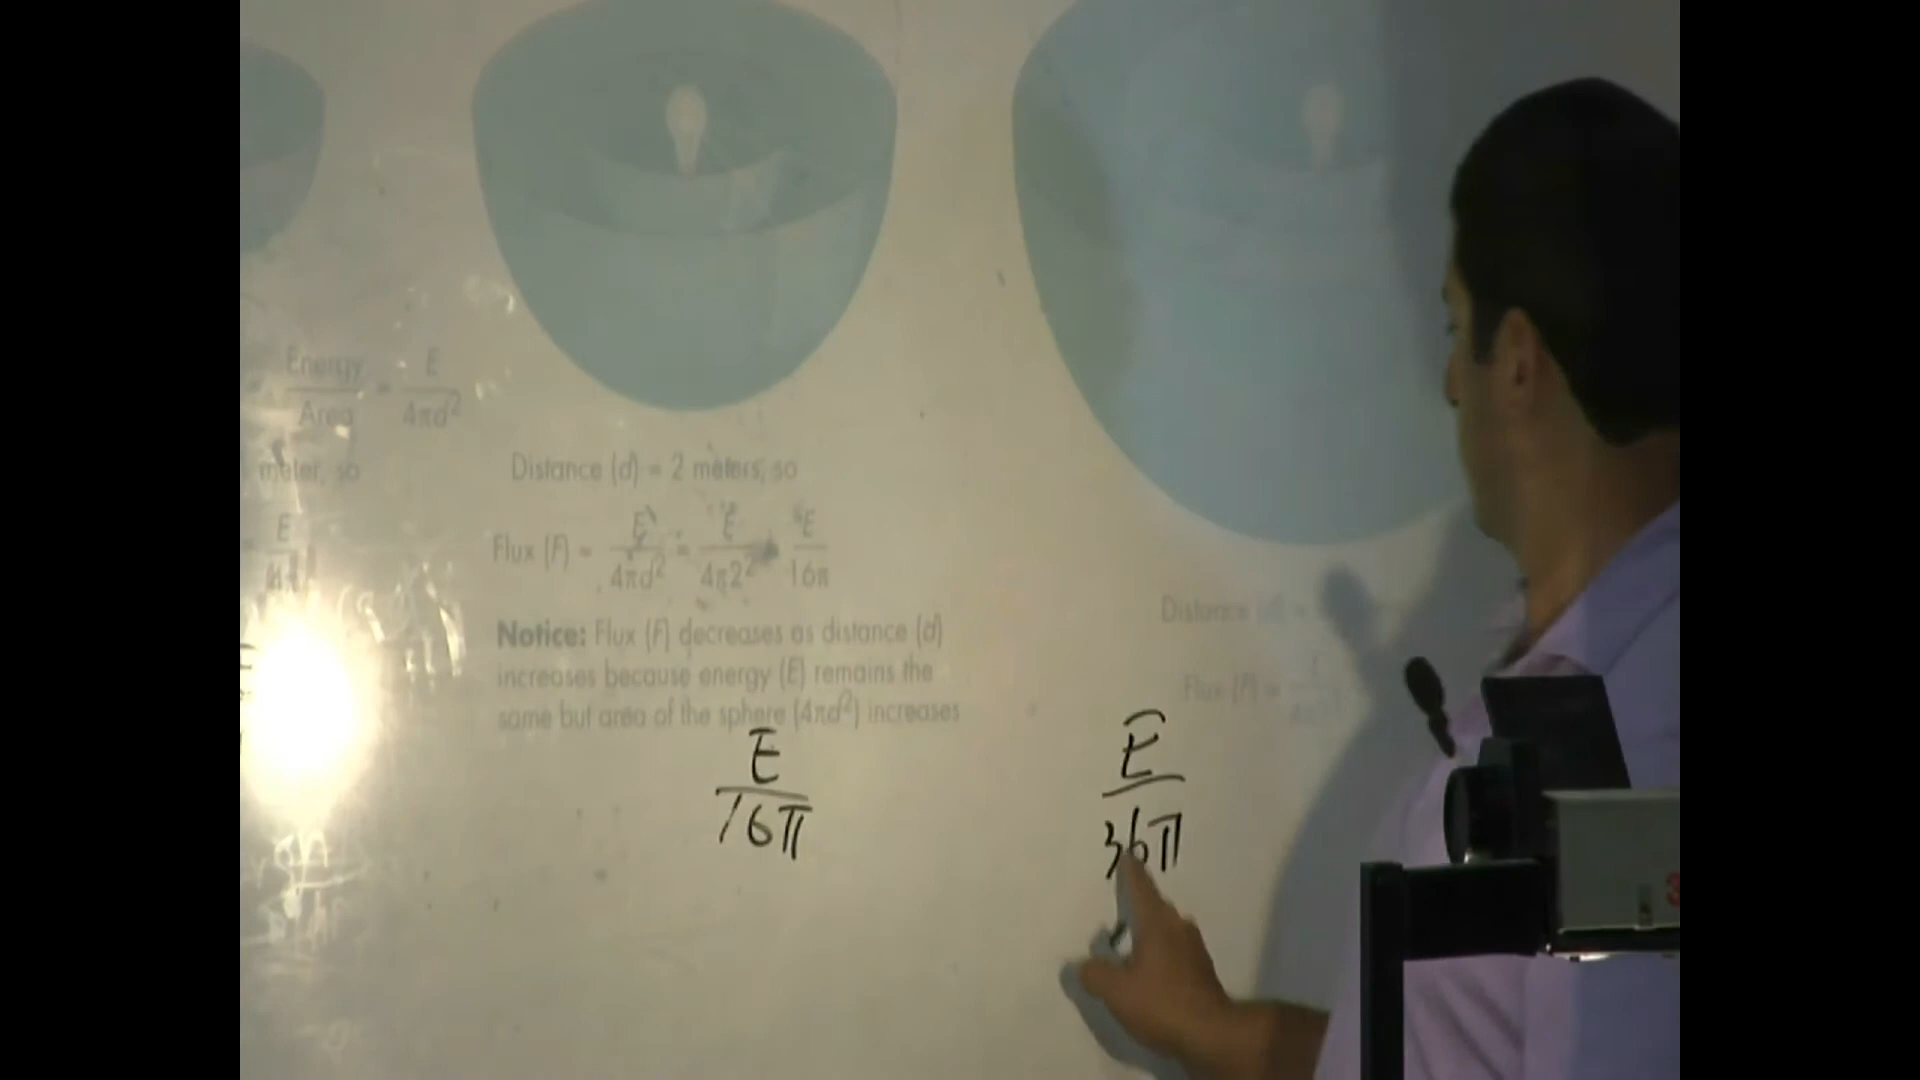 Energy
Area
=
E
4πd²
meter, so
E
Distance (d) = 2 meters, so
Flux (F) = E/4πd² = E/4π2² = E/16π
Notice: Flux (F) decreases as distance (d)
increases because energy (E) remains the
same but area of the sphere (4πd²) increases
Distance
Flux (F) =
E
16π
E
36π